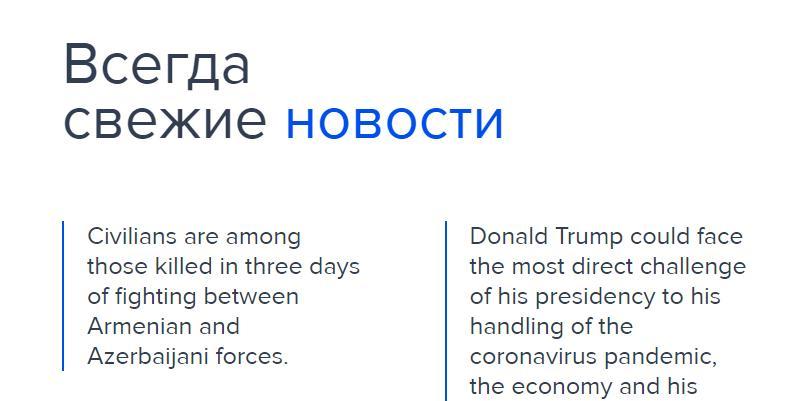 Всегда
свежие новости
Civilians are among
those killed in three days
of fighting between
Armenian and
Azerbaijani forces.
Donald Trump could face
the most direct challenge
of his presidency to his
handling of the
coronavirus pandemic,
the economy and his